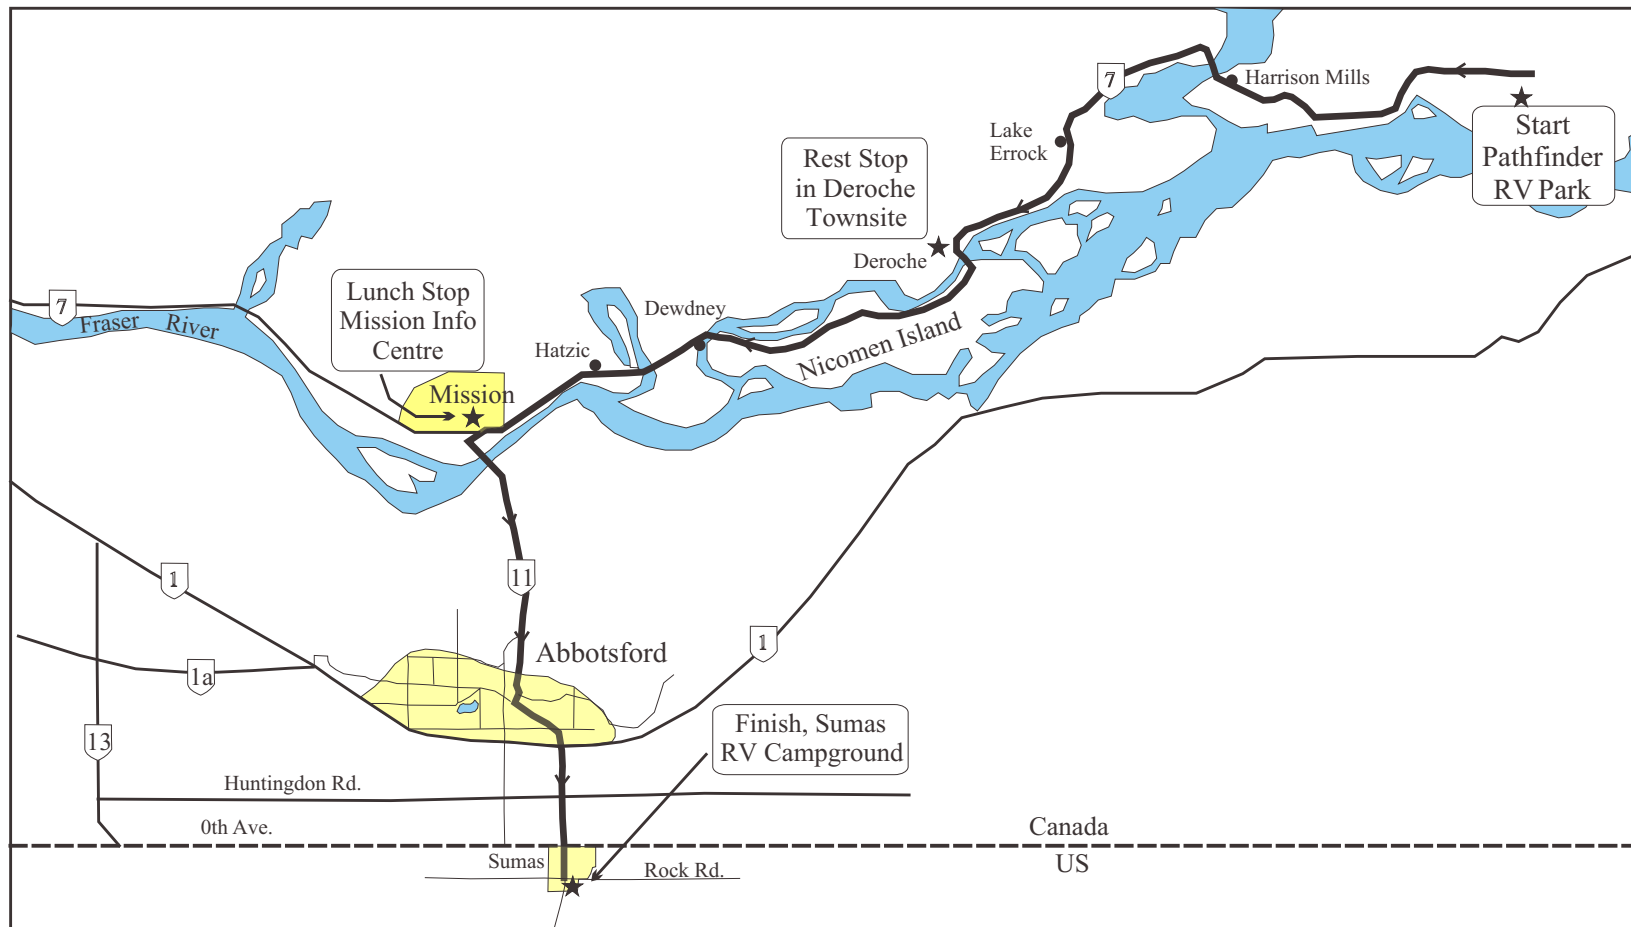 7
Harrison Mills
Start
Pathfinder
RV Park
Lake
Errock
Rest Stop
in Deroche
Townsite
Deroche
Lunch Stop
Mission Info
Centre
7
Fraser River
Dewdney
Nicomen Island
Hatzic
Mission
1
11
1a
Abbotsford
1
13
Finish, Sumas
RV Campground
Huntingdon Rd.
0th Ave.
Canada
US
Sumas
Rock Rd.